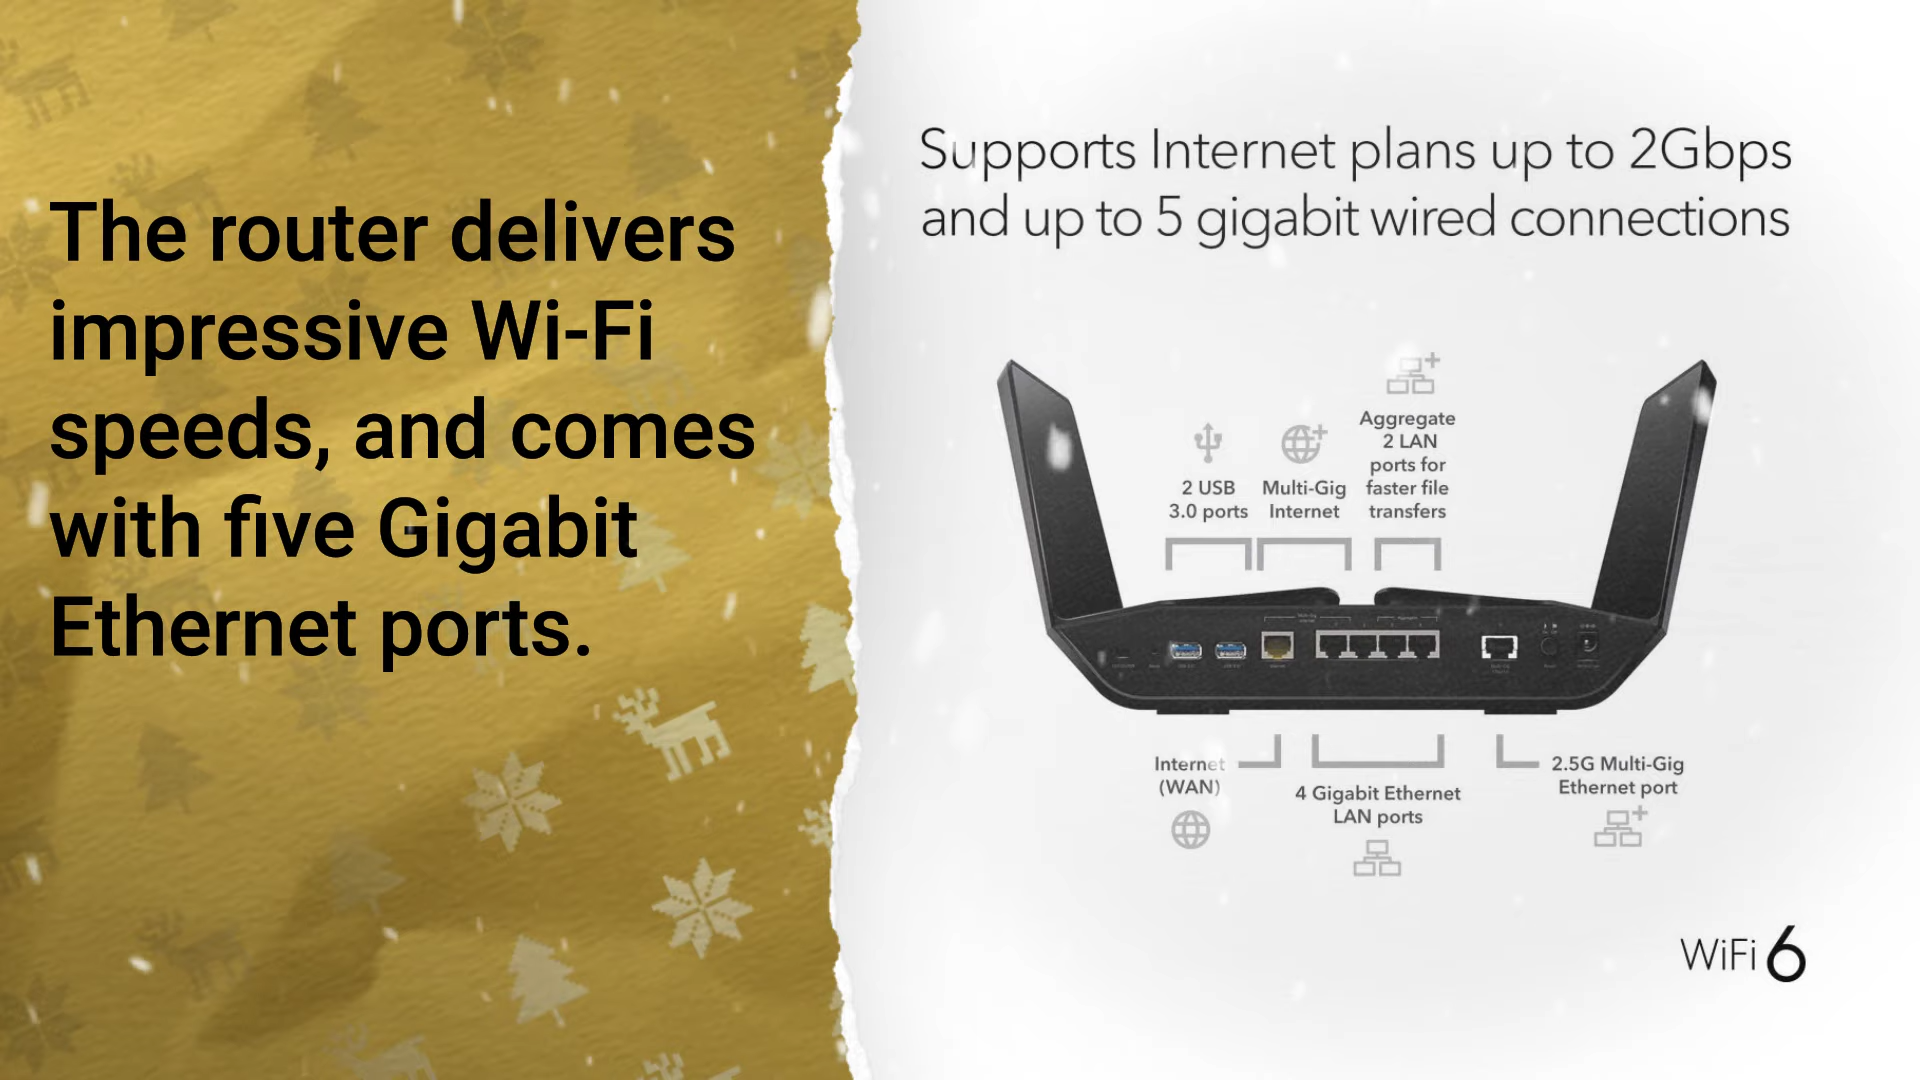 The router delivers
impressive Wi-Fi
speeds, and comes
with five Gigabit
Ethernet ports.
Supports Internet plans up to 2Gbps
and up to 5 gigabit wired connections
Aggregate
2 LAN
ports for
faster file
transfers
2 USB
3.0 ports
Multi-Gig
Internet
Internet
(WAN)
4 Gigabit Ethernet
LAN ports
2.5G Multi-Gig
Ethernet port
WiFi 6